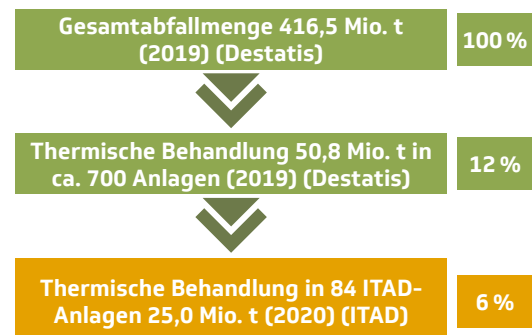 Gesamtabfallmenge 416,5 Mio. t
(2019) (Destatis)
100 %
Thermische Behandlung 50,8 Mio. t in
ca. 700 Anlagen (2019) (Destatis)
12 %
Thermische Behandlung in 84 ITAD-
Anlagen 25,0 Mio. t (2020) (ITAD)
6 %